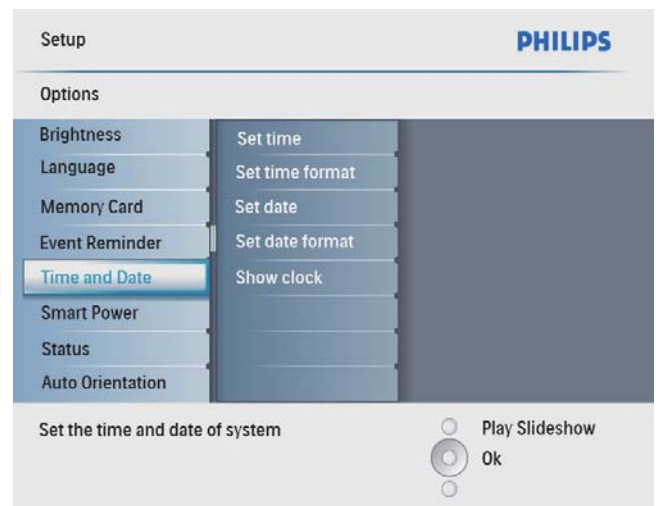 Setup
PHILIPS
Options
Brightness
Language
Memory Card
Event Reminder
Time and Date
Smart Power
Status
Auto Orientation
Set time
Set time format
Set date
Set date format
Show clock
Set the time and date of system
Play Slideshow
Ok